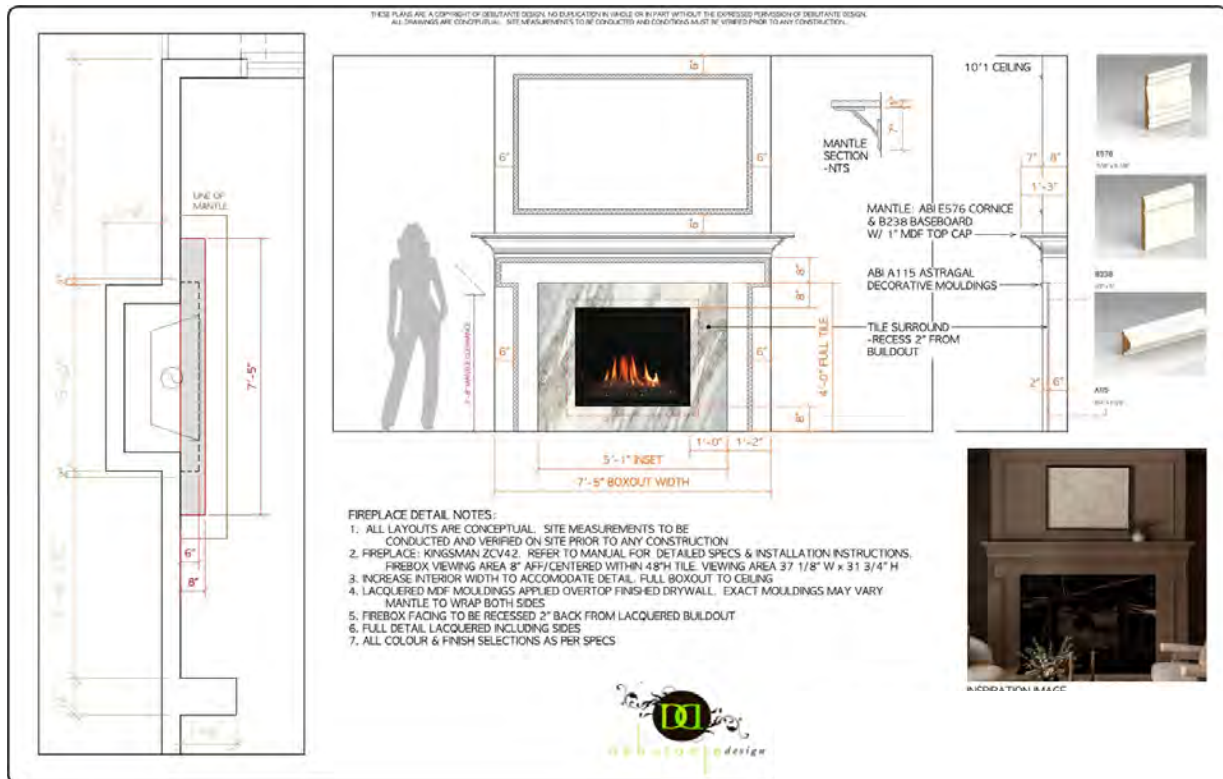 THESE PLANS ARE A COPYRIGHT OF DEBUTANTE DESIGN. NO DUPLICATION IN WHOLE OR IN PART WITHOUT THE EXPRESSED PERMISSION OF DEBUTANTE DESIGN.
ALL DRAWINGS ARE CONCEPTUAL. SITE MEASUREMENTS TO BE CONDUCTED AND CONDITIONS MUST BE VERIFIED PRIOR TO ANY CONSTRUCTION.
LINE OF
MANTLE
7'-5"
6"
8"
6"
6"
6"
6"
8"
8"
6"
6"
4'-0" FULL TILE
8"
1'-0"
1'-2"
5'-1" INSET
7'-5" BOXOUT WIDTH
MANTLE CLEARANCE
MANTLE
SECTION
-NTS
7"
10'1 CEILING
7"
8"
1'-3"
MANTLE: ABI E576 CORNICE
& B238 BASEBOARD
W/ 1" MDF TOP CAP
ABI A115 ASTRAGAL
DECORATIVE MOULDINGS
TILE SURROUND
-RECESS 2" FROM
BUILDOUT
2"
6"
E576
B238
A115
INSPIRATION IMAGE
FIREPLACE DETAIL NOTES:
1. ALL LAYOUTS ARE CONCEPTUAL. SITE MEASUREMENTS TO BE
CONDUCTED AND VERIFIED ON SITE PRIOR TO ANY CONSTRUCTION
2. FIREPLACE: KINGSMAN ZCV42. REFER TO MANUAL FOR DETAILED SPECS & INSTALLATION INSTRUCTIONS.
FIREBOX VIEWING AREA 8" AFF/CENTERED WITHIN 48"H TILE. VIEWING AREA 37 1/8" W x 31 3/4" H
3. INCREASE INTERIOR WIDTH TO ACCOMODATE DETAIL. FULL BOXOUT TO CEILING
4. LACQUERED MDF MOULDINGS APPLIED OVERTOP FINISHED DRYWALL. EXACT MOULDINGS MAY VARY
MANTLE TO WRAP BOTH SIDES
5. FIREBOX FACING TO BE RECESSED 2" BACK FROM LACQUERED BUILDOUT
6. FULL DETAIL LACQUERED INCLUDING SIDES
7. ALL COLOUR & FINISH SELECTIONS AS PER SPECS
debutante design